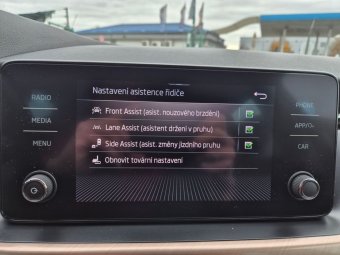 Nastavení asistence řidiče
RADIO
MEDIA
MENU
Front Assist (asist. nouzového brzdění)
Lane Assist (asistent držení v pruhu)
Side Assist (asist. změny jízdního pruhu
Obnovit tovární nastavení
PHONE
APP/
CAR